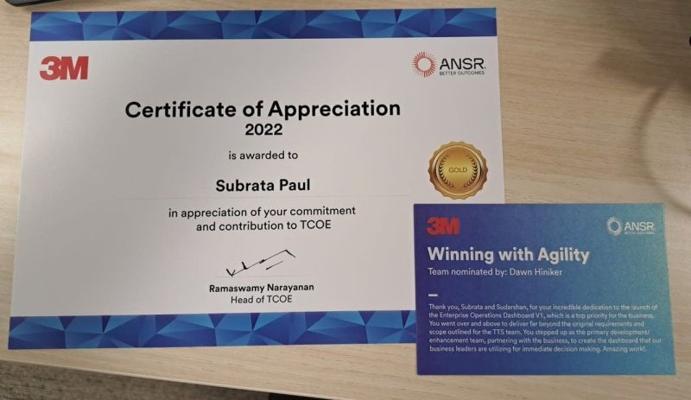 3M
ANSR
BETTER OUTCOMES
Certificate of Appreciation
2022
is awarded to
GOLD
Subrata Paul
in appreciation of your commitment
and contribution to TCOE
Ramaswamy Narayanan
Head of TCOE
3M
ANSR
BETTER OUTCOMES
Winning with Agility
Team nominated by: Dawn Hiniker
Thank you, Subrata and Sudarshan, for your incredible dedication to the launch of
the Enterprise Operations Dashboard V1, which is a top priority for the business.
You went over and above to deliver far beyond the original requirements and
scope outlined for the TTS team. You stepped up as the primary development/
enhancement team, partnering with the business, to create the dashboard that our
business leaders are utilizing for immediate decision making. Amazing work!